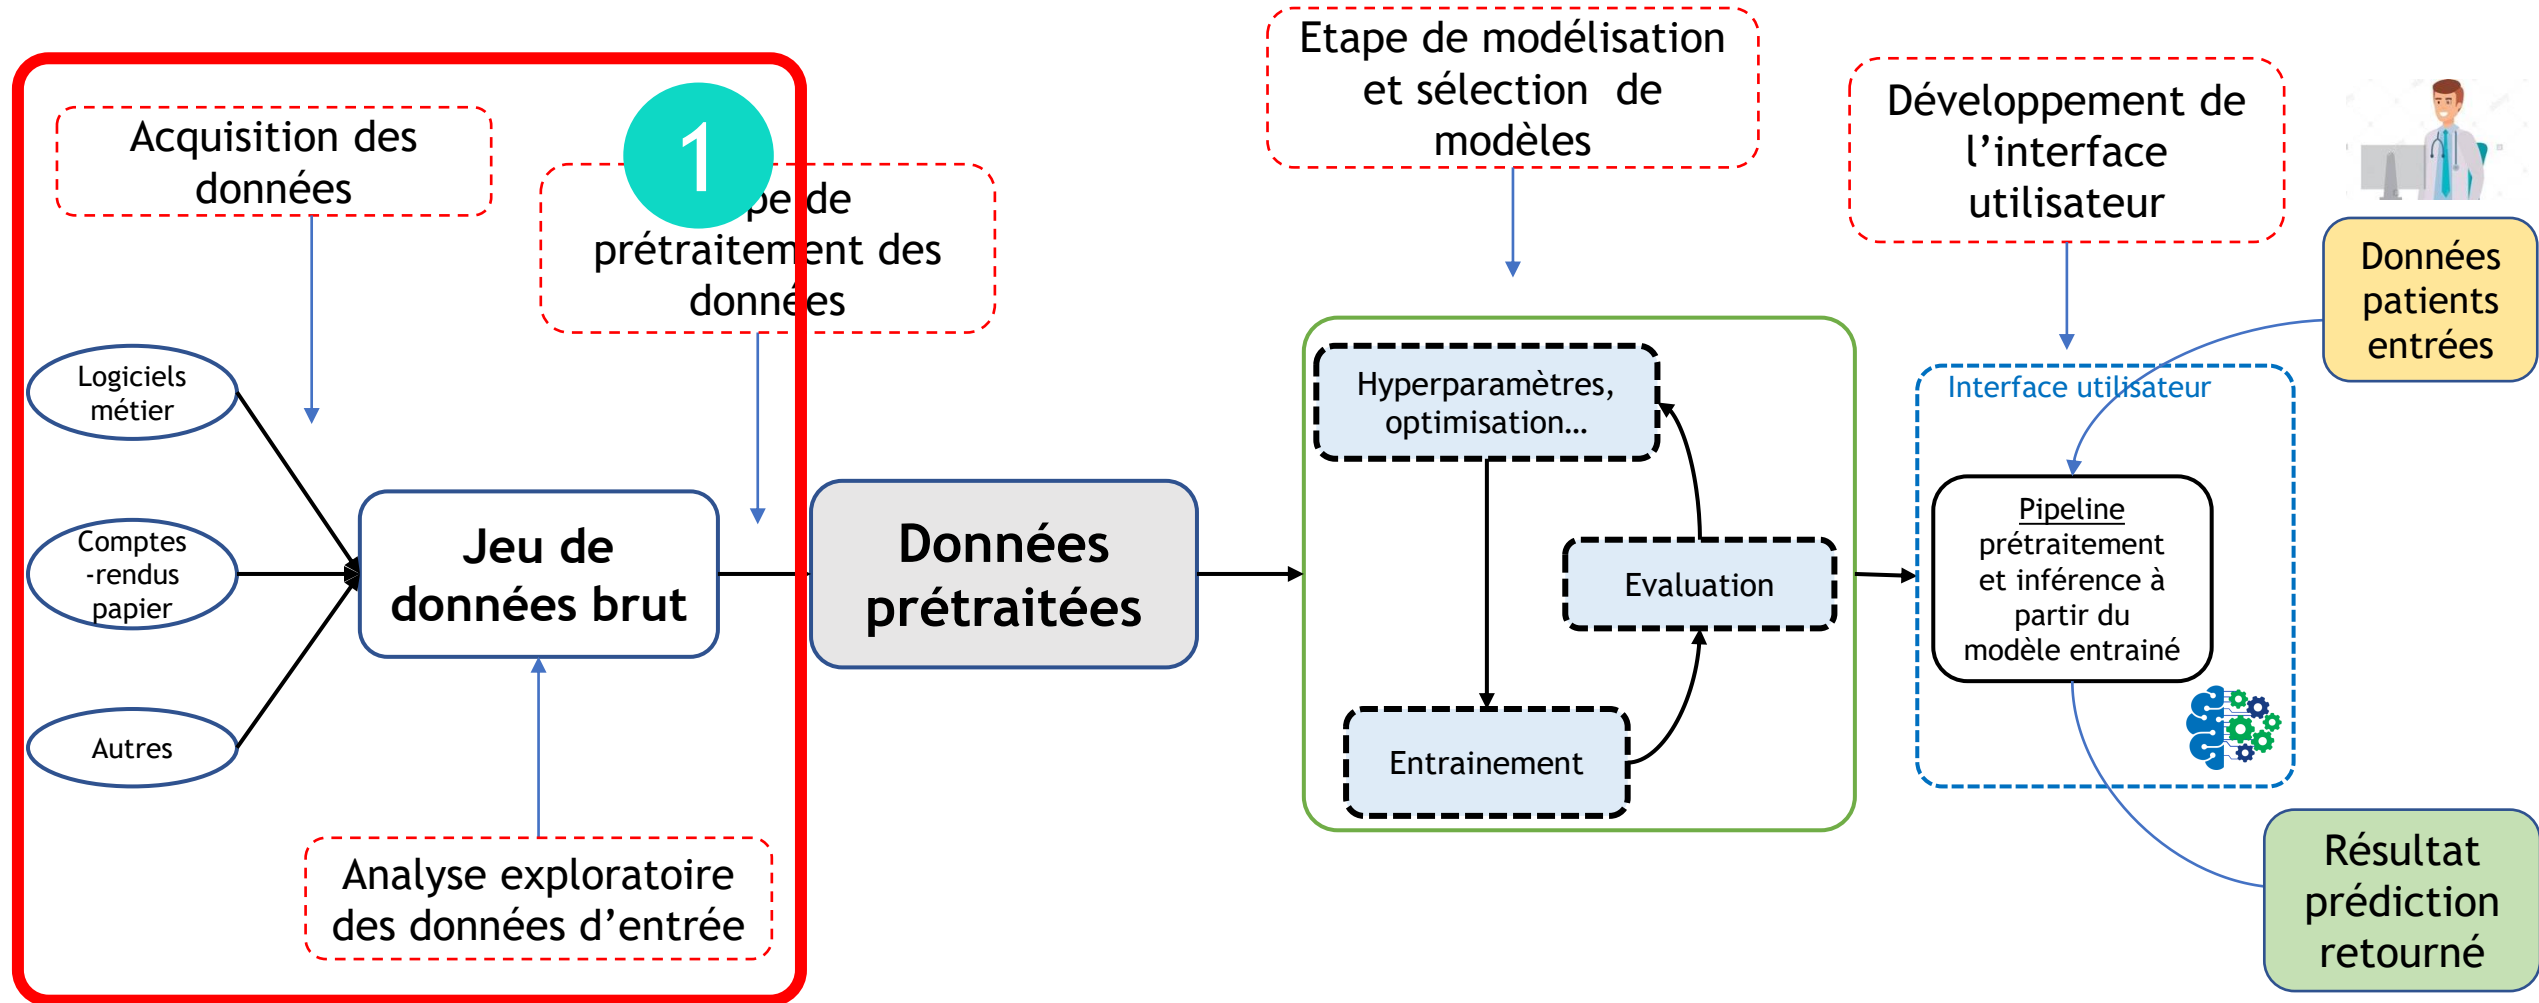 Acquisition des
données
1
pe de
prétraitement des
données
Etape de modélisation
et sélection de
modèles
Développement de
l’interface
utilisateur
Données
patients
entrées
Logiciels
métier
Comptes
-rendus
papier
Autres
Jeu de
données brut
Analyse exploratoire
des données d’entrée
Données
prétraitées
Hyperparamètres,
optimisation…
Evaluation
Entrainement
Interface utilisateur
Pipeline
prétraitement
et inférence à
partir du
modèle entrainé
Résultat
prédiction
retourné